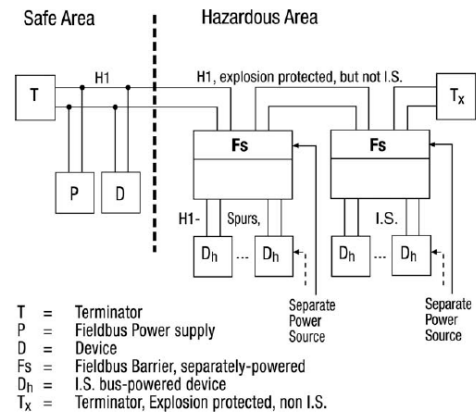 Safe Area
Hazardous Area
H1
H1, explosion protected, but not I.S.
T
Tx
Fs
Fs
P
D
H1-
Spurs,
I.S.
Dh
...
Dh
Dh
...
Dh
Separate
Power
Source
Separate
Power
Source
T = Terminator
P = Fieldbus Power supply
D = Device
Fs = Fieldbus Barrier, separately-powered
Dh = I.S. bus-powered device
Tx = Terminator, Explosion protected, non I.S.